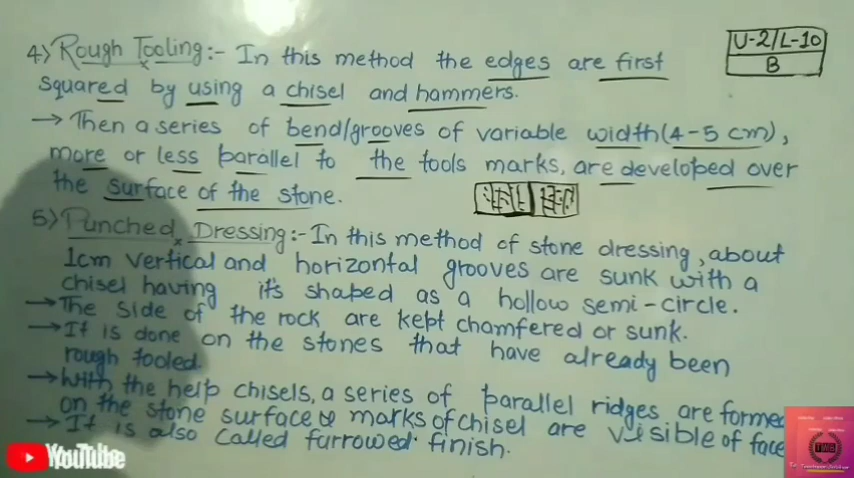 4) Rough Tooling:- In this method the edges are first
squared by using a chisel and hammers.
→ Then a series of bend/grooves of variable width(4-5 cm),
more or less parallel to the tools marks, are developed over
the surface of the stone.
U-2/L-10
B
5) Punched Dressing:- In this method of stone dressing, about
1cm vertical and horizontal grooves are sunk with a
chisel having it's shaped as a hollow semi-circle.
→ The side of the rock are kept chamfered or sunk.
→ It is done on the stones that have already been
rough tooled.
→ With the help chisels, a series of parallel ridges are formed
on the stone surface & marks of chisel are visible of face
→ It is also called furrowed finish.
YouTube
TWB